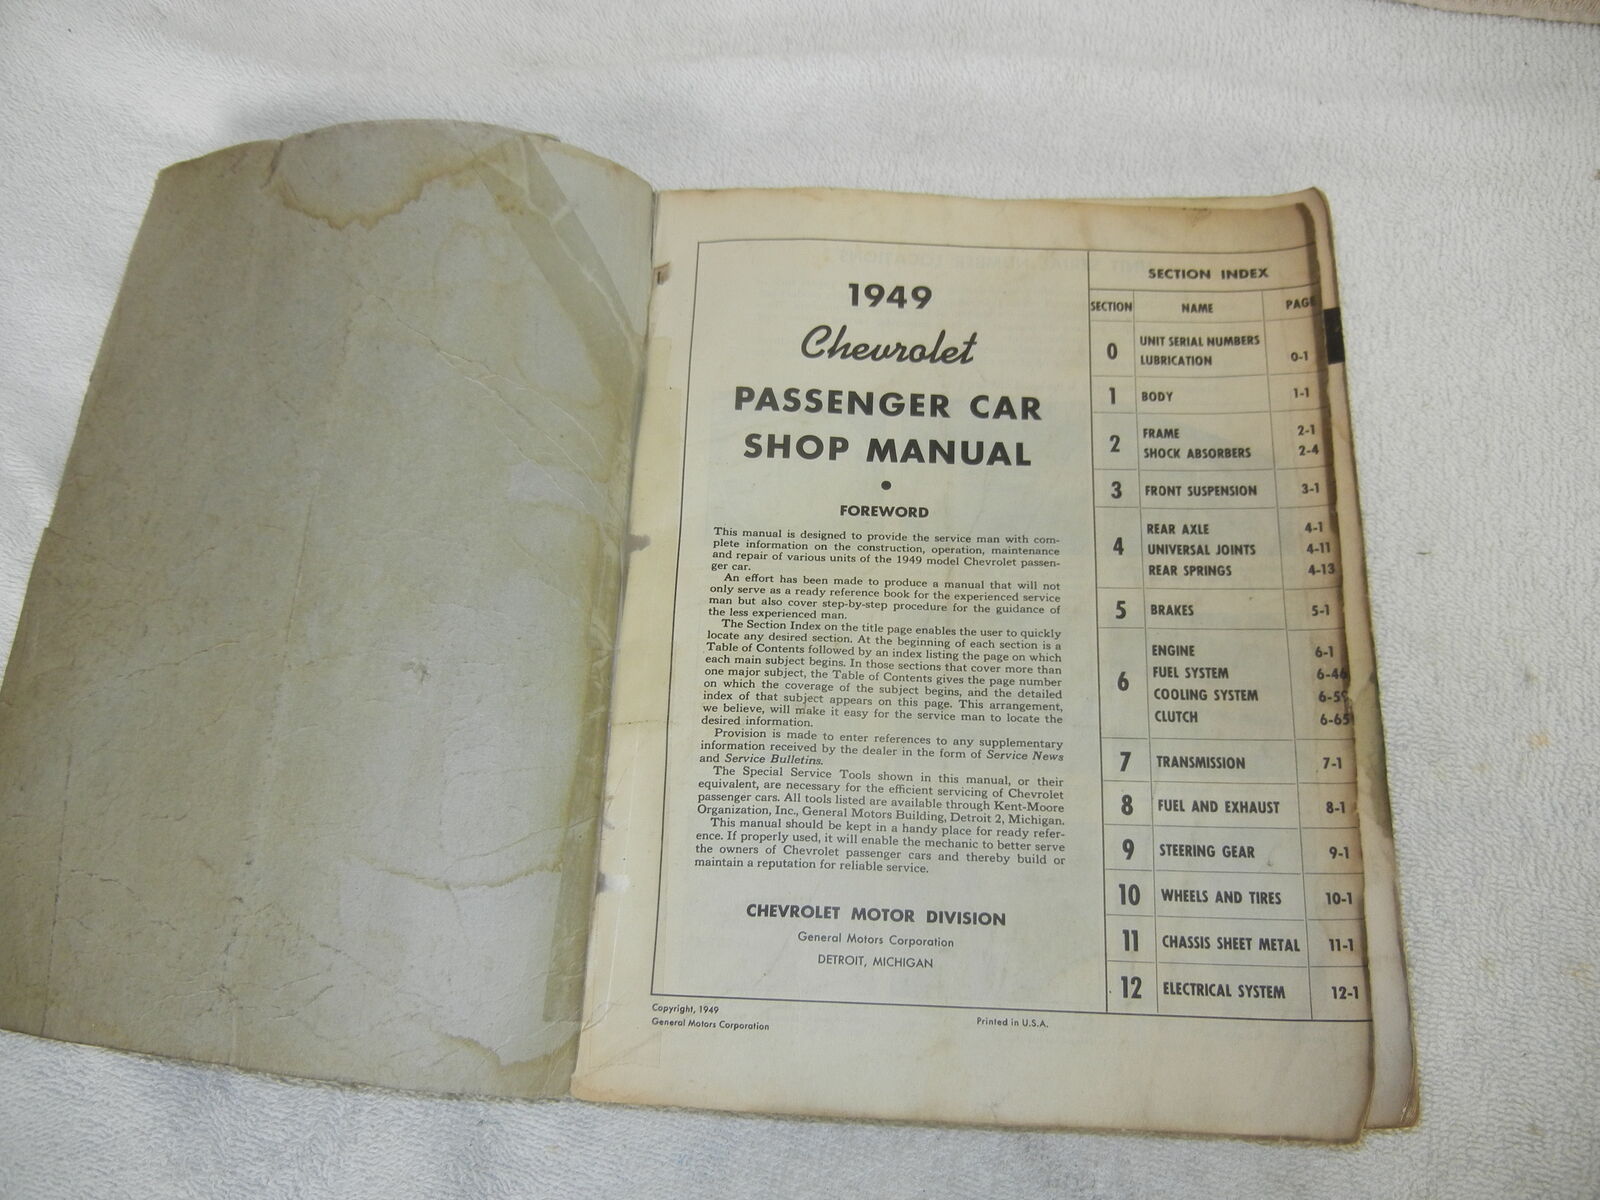 1949
Chevrolet
PASSENGER CAR
SHOP MANUAL
FOREWORD
This manual is designed to provide the service man with com-
plete information on the construction, operation, maintenance
and repair of various units of the 1949 model Chevrolet passen-
ger car.
An effort has been made to produce a manual that will not
only serve as a ready reference book for the experienced service
man but also cover step-by-step procedure for the guidance of
the less experienced man.
The Section Index on the title page enables the user to quickly
locate any desired section. At the beginning of each section is a
Table of Contents followed by an index listing the page on which
each main subject begins. In those sections that cover more than
one major subject, the Table of Contents gives the page number
on which the coverage of the subject begins, and the detailed
index of that subject appears on this page. This arrangement,
we believe, will make it easy for the service man to locate the
desired information.
Provision is made to enter references to any supplementary
information received by the dealer in the form of Service News
and Service Bulletins.
The Special Service Tools shown in this manual, or their
equivalent, are necessary for the efficient servicing of Chevrolet
passenger cars. All tools listed are available through Kent-Moore
Organization, Inc., General Motors Building, Detroit 2, Michigan.
This manual should be kept in a handy place for ready refer-
ence. If properly used, it will enable the mechanic to better serve
the owners of Chevrolet passenger cars and thereby build or
maintain a reputation for reliable service.
CHEVROLET MOTOR DIVISION
General Motors Corporation
DETROIT, MICHIGAN
Copyright, 1949
General Motors Corporation
Printed in U.S.A.
SECTION INDEX
SECTION NAME PAGE
0 UNIT SERIAL NUMBERS
LUBRICATION 0-1
1 BODY 1-1
2 FRAME 2-1
SHOCK ABSORBERS 2-4
3 FRONT SUSPENSION 3-1
4 REAR AXLE 4-1
UNIVERSAL JOINTS 4-11
REAR SPRINGS 4-13
5 BRAKES 5-1
6 ENGINE 6-1
FUEL SYSTEM 6-46
COOLING SYSTEM 6-59
CLUTCH 6-65
7 TRANSMISSION 7-1
8 FUEL AND EXHAUST 8-1
9 STEERING GEAR 9-1
10 WHEELS AND TIRES 10-1
11 CHASSIS SHEET METAL 11-1
12 ELECTRICAL SYSTEM 12-1